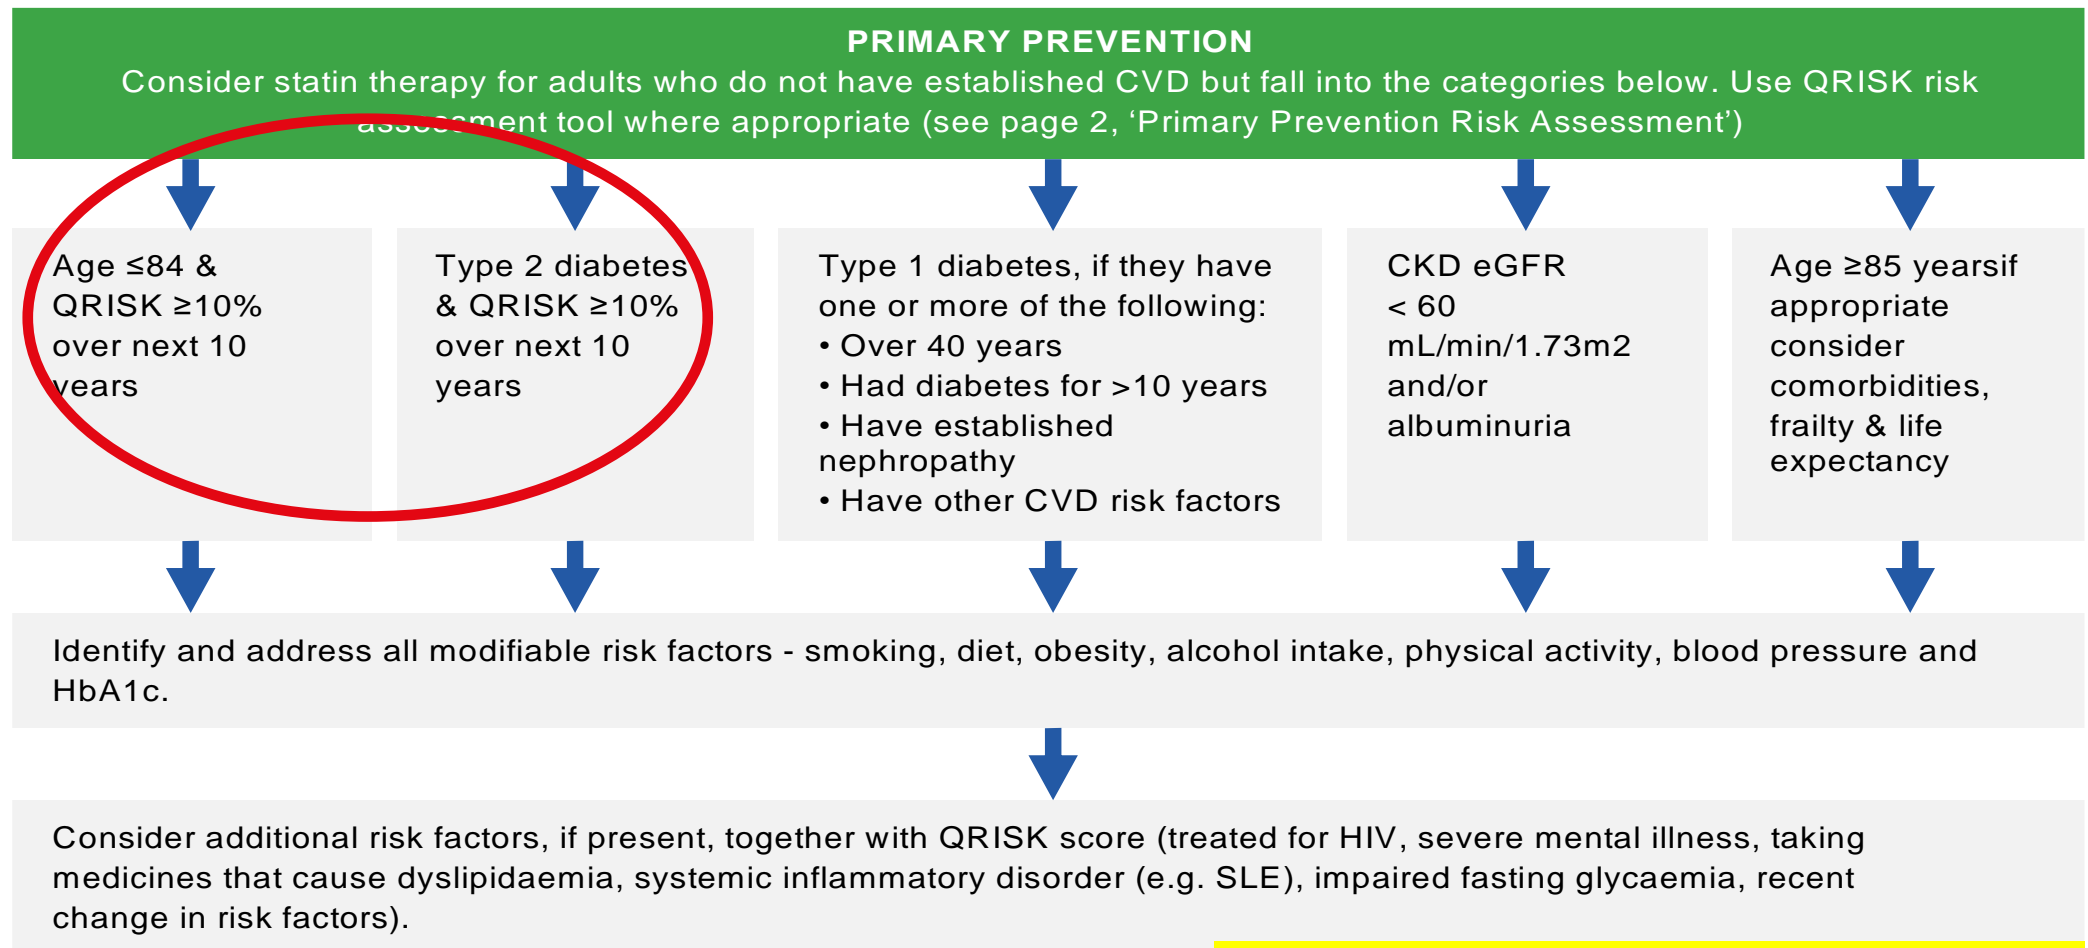 PRIMARY PREVENTION
Consider statin therapy for adults who do not have established CVD but fall into the categories below. Use QRISK risk
assessment tool where appropriate (see page 2, ‘Primary Prevention Risk Assessment’)
Age ≤84 &
QRISK ≥10%
over next 10
years
Type 2 diabetes
& QRISK ≥10%
over next 10
years
Type 1 diabetes, if they have
one or more of the following:
• Over 40 years
• Had diabetes for >10 years
• Have established
nephropathy
• Have other CVD risk factors
CKD eGFR
< 60
mL/min/1.73m2
and/or
albuminuria
Age ≥85 yearsif
appropriate
consider
comorbidities,
frailty & life
expectancy
Identify and address all modifiable risk factors - smoking, diet, obesity, alcohol intake, physical activity, blood pressure and
HbA1c.
Consider additional risk factors, if present, together with QRISK score (treated for HIV, severe mental illness, taking
medicines that cause dyslipidaemia, systemic inflammatory disorder (e.g. SLE), impaired fasting glycaemia, recent
change in risk factors).